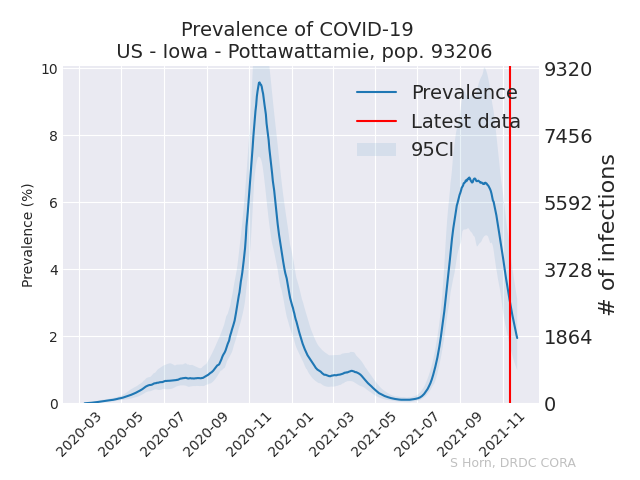 Prevalence of COVID-19
US - Iowa - Pottawattamie, pop. 93206
Prevalence (%)
10
8
6
4
2
0
9320
7456
5592
3728
1864
0
# of infections
Prevalence
Latest data
95CI
2020-03
2020-05
2020-07
2020-09
2020-11
2021-01
2021-03
2021-05
2021-07
2021-09
2021-11
S Horn, DRDC CORA